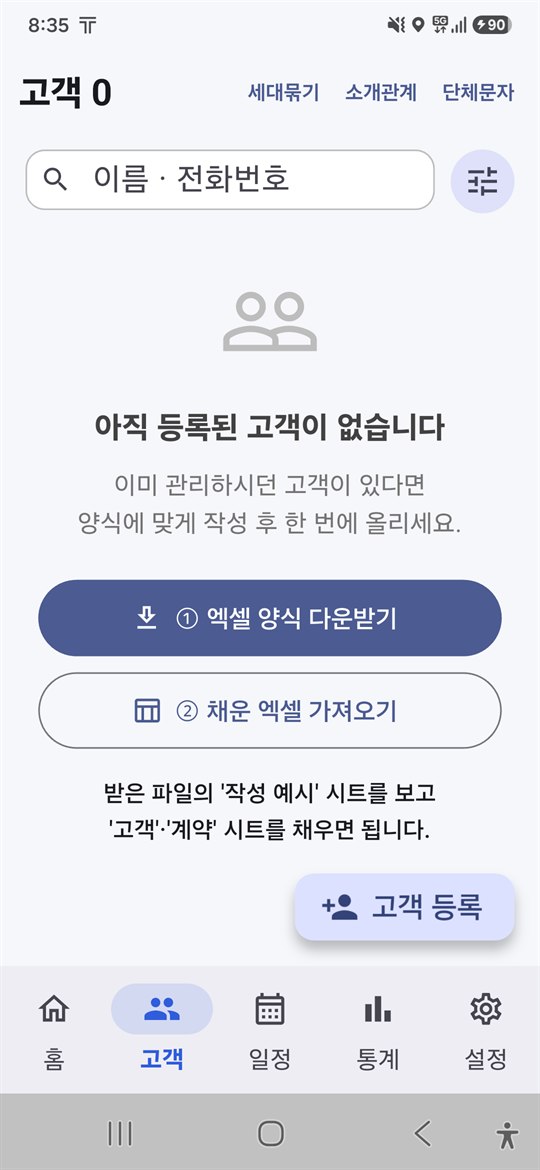 8:35
5G
90
고객 0
세대묶기 소개관계 단체문자
이름 · 전화번호
아직 등록된 고객이 없습니다
이미 관리하시던 고객이 있다면
양식에 맞게 작성 후 한 번에 올리세요.
① 엑셀 양식 다운받기
② 채운 엑셀 가져오기
받은 파일의 '작성 예시' 시트를 보고
'고객'·'계약' 시트를 채우면 됩니다.
고객 등록
홈 고객 일정 통계 설정